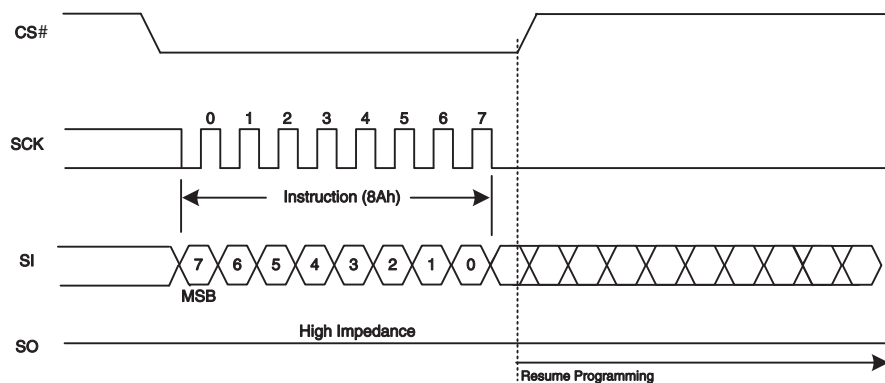 CS#
0 1 2 3 4 5 6 7
SCK
Instruction (8Ah)
SI
7 6 5 4 3 2 1 0
MSB
High Impedance
SO
Resume Programming